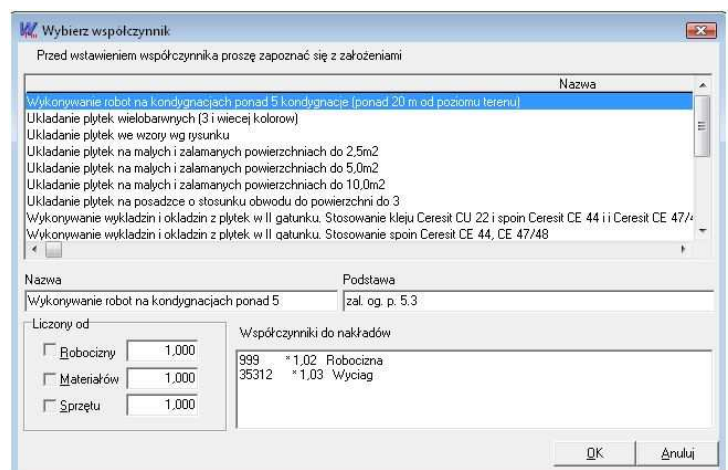 Wybierz współczynnik
Przed wstawieniem współczynnika proszę zapoznać się z założeniami
Nazwa
Wykonywanie robot na kondygnacjach ponad 5 kondygnacje (ponad 20 m od poziomu terenu)
Ukladanie plytek wielobarwnych (3 i wiecej kolorow)
Ukladanie plytek we wzory wg rysunku
Ukladanie plytek na malych i zalamanych powierzchniach do 2,5m2
Ukladanie plytek na malych i zalamanych powierzchniach do 5,0m2
Ukladanie plytek na malych i zalamanych powierzchniach do 10,0m2
Ukladanie plytek na posadzce o stosunku obwodu do powierzchni do 3
Wykonywanie wykladzin i okladzin z plytek w II gatunku. Stosowanie kleju Ceresit CU 22 i spoin Ceresit CE 44 i i Ceresit CE 47/4
Wykonywanie wykladzin i okladzin z plytek w II gatunku. Stosowanie spoin Ceresit CE 44, CE 47/48
Nazwa Podstawa
Wykonywanie robot na kondygnacjach ponad 5 zal. og. p. 5.3
Liczony od Współczynniki do nakładów
Robocizny 1,000
Materiałów 1,000
Sprzętu 1,000
999 * 1,02 Robocizna
35312 * 1,03 Wyciag
OK Anuluj